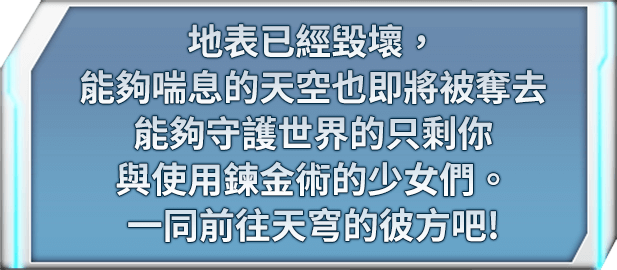 地表已經毀壞，
能夠喘息的天空也即將被奪去
能夠守護世界的只剩你
與使用鍊金術的少女們。
一同前往天穹的彼方吧!